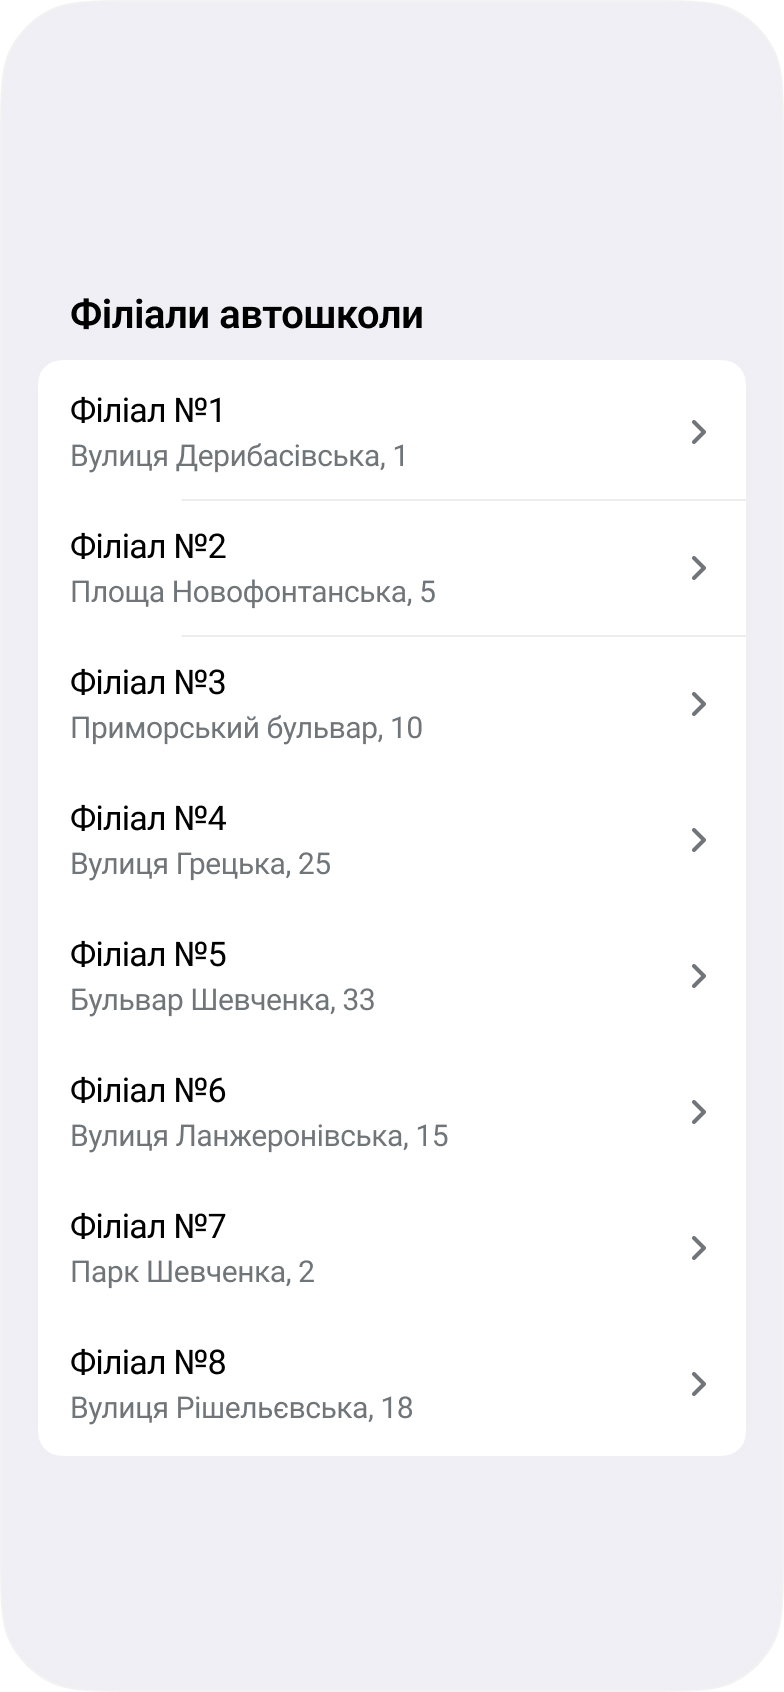 Філіали автошколи
Філіал №1
Вулиця Дерибасівська, 1
Філіал №2
Площа Новофонтанська, 5
Філіал №3
Приморський бульвар, 10
Філіал №4
Вулиця Грецька, 25
Філіал №5
Бульвар Шевченка, 33
Філіал №6
Вулиця Ланжеронівська, 15
Філіал №7
Парк Шевченка, 2
Філіал №8
Вулиця Рішельєвська, 18